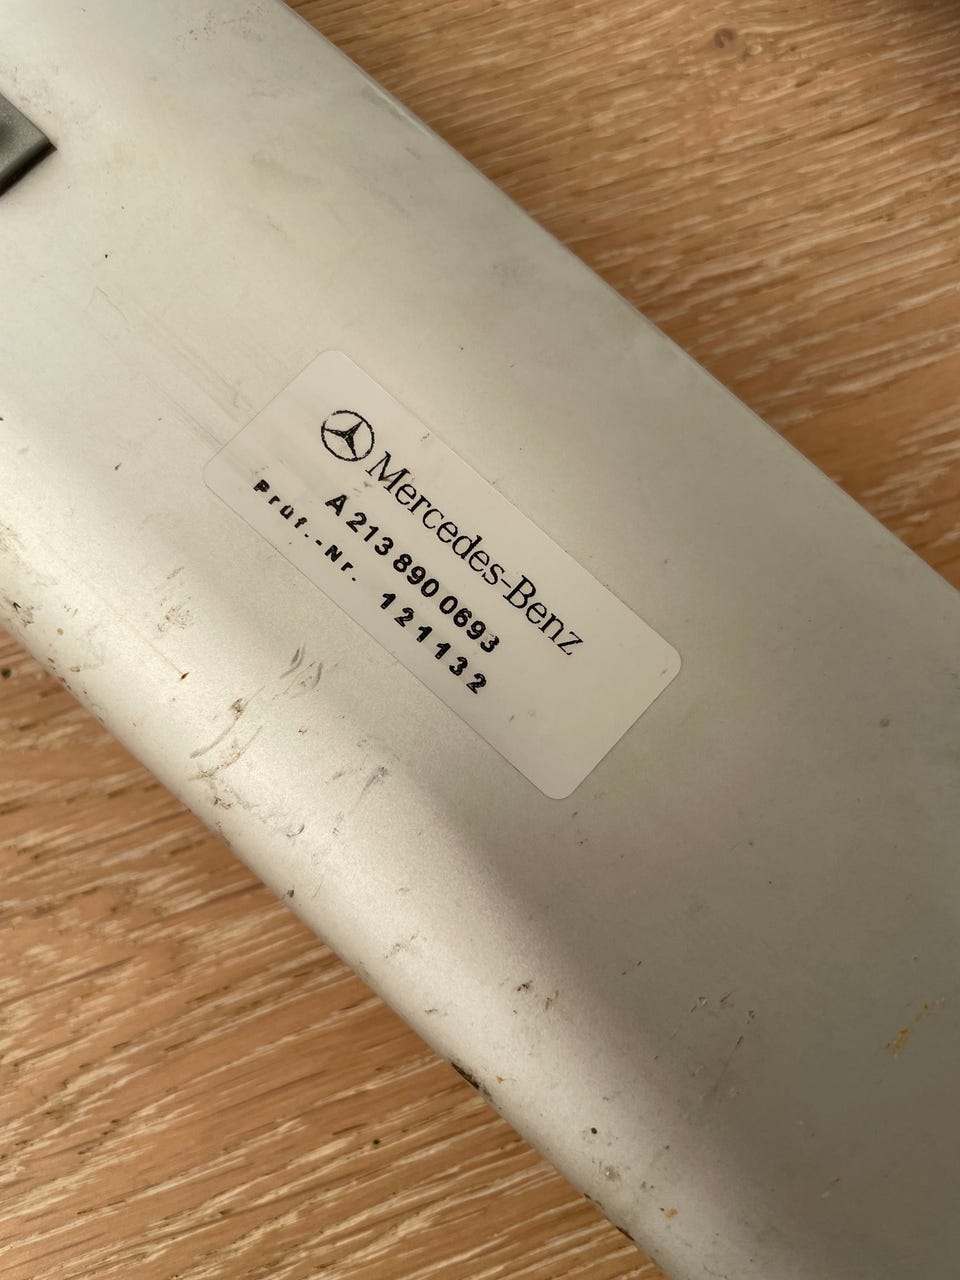 Mercedes-Benz
A 213 890 0693
Prüf.-Nr. 121132